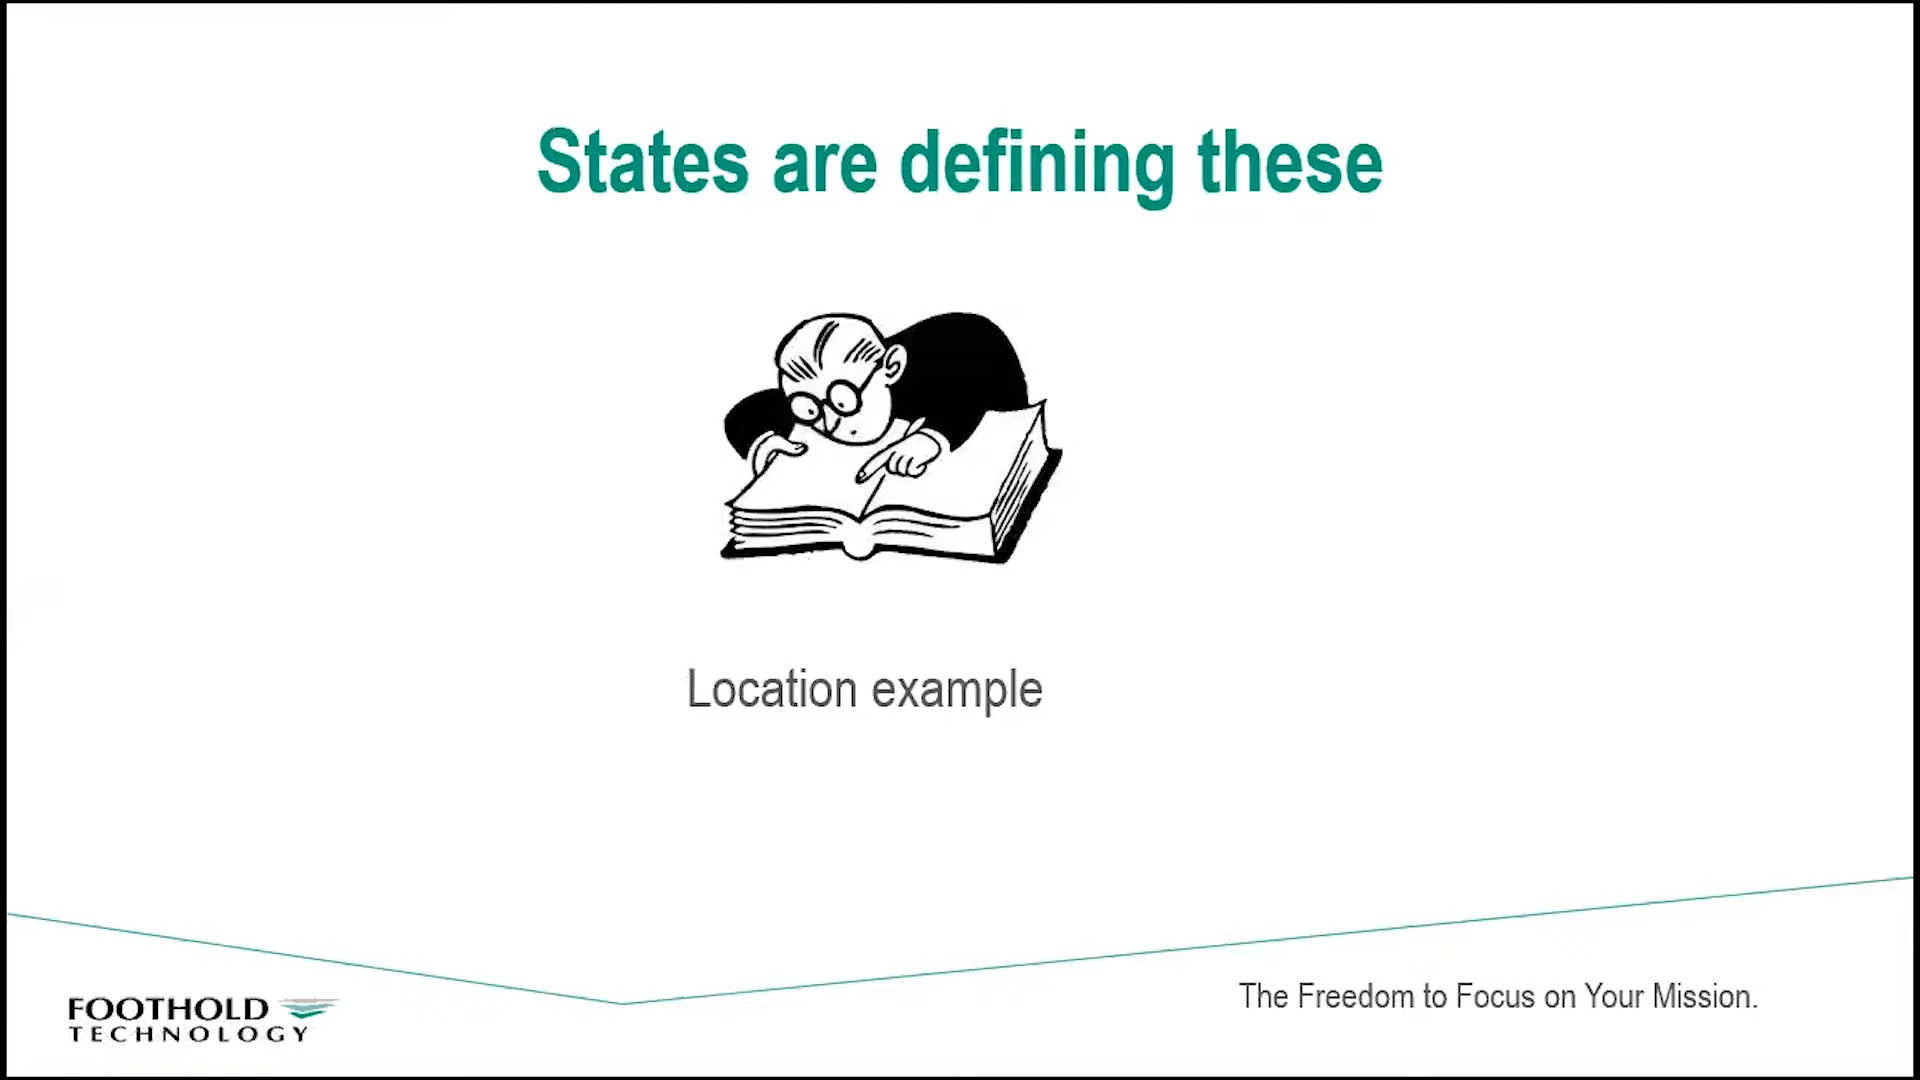 States are defining these
Location example
FOOTHOLD
TECHNOLOGY
The Freedom to Focus on Your Mission.